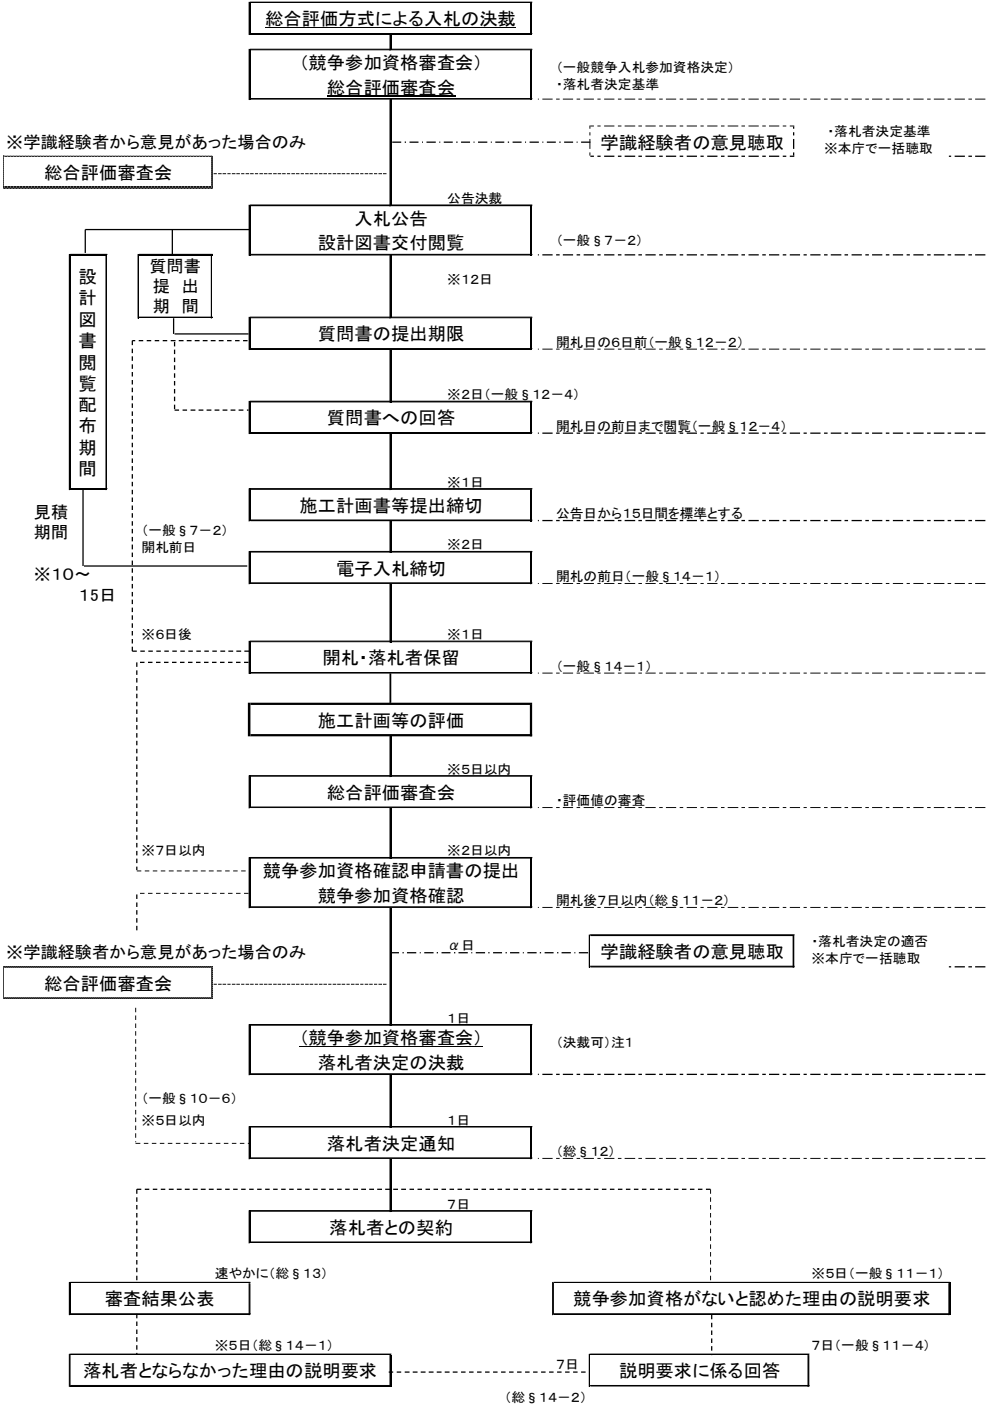 総合評価方式による入札の決裁
(競争参加資格審査会)
総合評価審査会
(一般競争入札参加資格決定)
・落札者決定基準
※学識経験者から意見があった場合のみ
学識経験者の意見聴取
・落札者決定基準
※本庁で一括聴取
総合評価審査会
公告決裁
入札公告
設計図書交付閲覧
(一般§7-2)
設計図書閲覧配布期間
質問書
提出
期間
※12日
質問書の提出期限
開札日の6日前(一般§12-2)
※2日(一般§12-4)
質問書への回答
開札日の前日まで閲覧(一般§12-4)
※1日
施工計画書等提出締切
公告日から15日間を標準とする
見積
期間
※10~
15日
(一般§7-2)
開札前日
※2日
電子入札締切
開札の前日(一般§14-1)
※6日後
※1日
開札・落札者保留
(一般§14-1)
施工計画等の評価
※5日以内
総合評価審査会
・評価値の審査
※7日以内
※2日以内
競争参加資格確認申請書の提出
競争参加資格確認
開札後7日以内(総§11-2)
※学識経験者から意見があった場合のみ
α日
学識経験者の意見聴取
・落札者決定の適否
※本庁で一括聴取
総合評価審査会
1日
(競争参加資格審査会)
落札者決定の決裁
(決裁可)注1
(一般§10-6)
※5日以内
1日
落札者決定通知
(総§12)
7日
落札者との契約
速やかに(総§13)
審査結果公表
※5日(一般§11-1)
競争参加資格がないと認めた理由の説明要求
※5日(総§14-1)
落札者とならなかった理由の説明要求
7日
(総§14-2)
7日(一般§11-4)
説明要求に係る回答